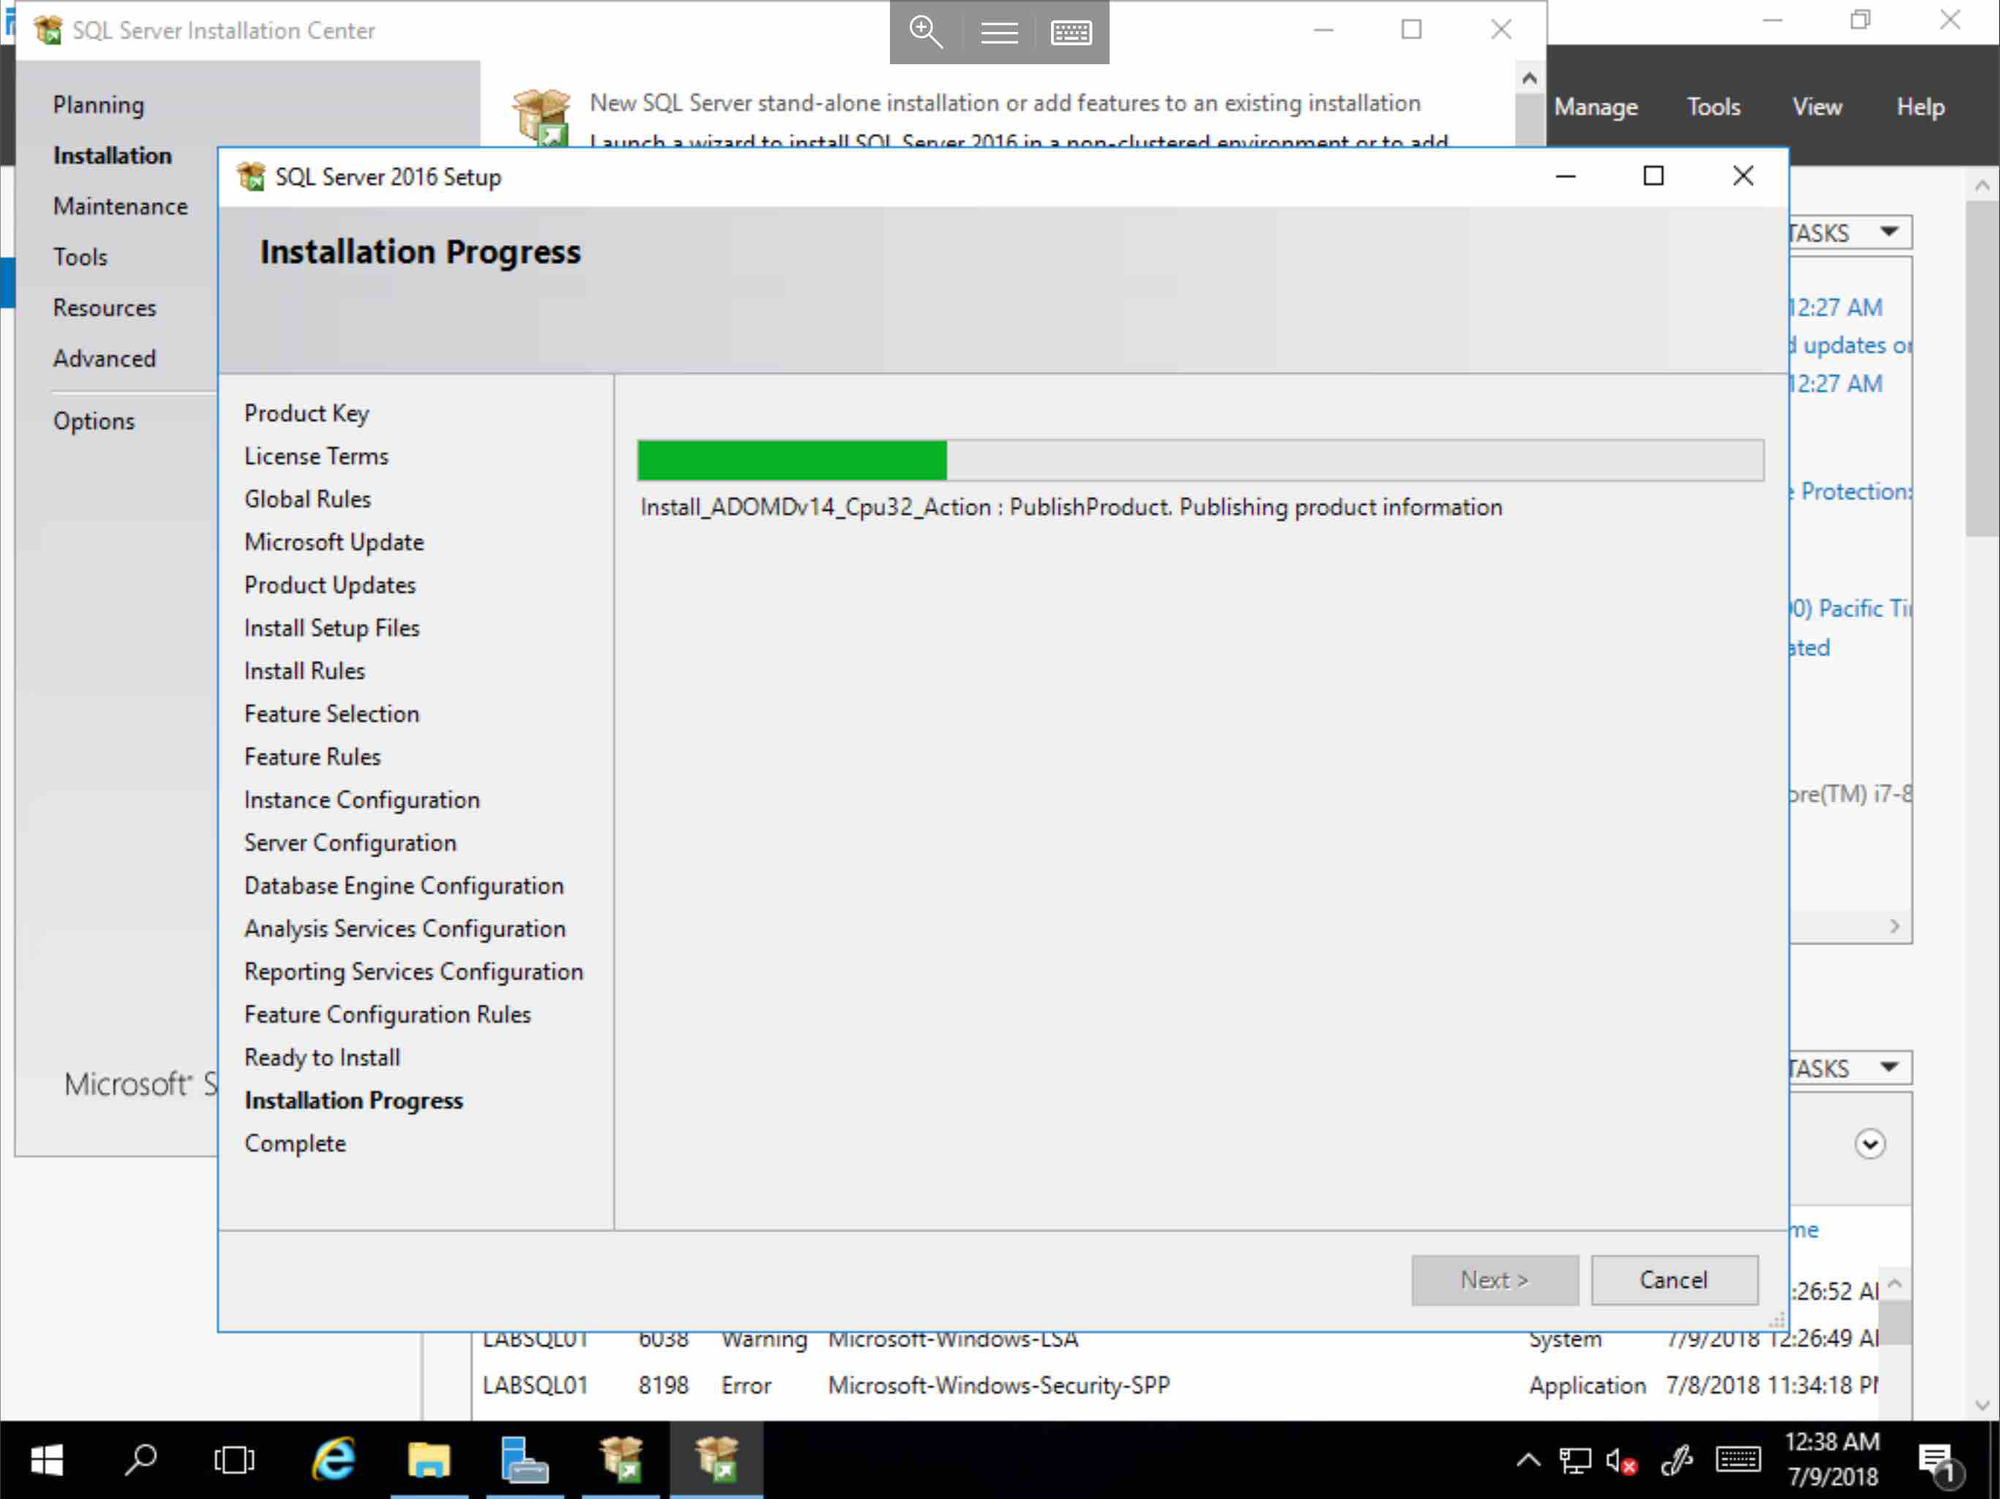 SQL Server Installation Center
Planning
Installation
Maintenance
Tools
Resources
Advanced
Options
Microsoft® S
New SQL Server stand-alone installation or add features to an existing installation
Launch a wizard to install SQL Server 2016 in a non-clustered environment or to add
Manage
Tools
View
Help
SQL Server 2016 Setup
Installation Progress
Product Key
License Terms
Global Rules
Microsoft Update
Product Updates
Install Setup Files
Install Rules
Feature Selection
Feature Rules
Instance Configuration
Server Configuration
Database Engine Configuration
Analysis Services Configuration
Reporting Services Configuration
Feature Configuration Rules
Ready to Install
Installation Progress
Complete
Install_ADOMDv14_Cpu32_Action : PublishProduct. Publishing product information
Next >
Cancel
TASKS
12:27 AM
d updates or
12:27 AM
e Protection:
00) Pacific Ti
ated
ore(TM) i7-8
TASKS
me
:26:52 A
LABSQL01 6038 Warning Microsoft-Windows-LSA System 7/9/2018 12:26:49 A
LABSQL01 8198 Error Microsoft-Windows-Security-SPP Application 7/8/2018 11:34:18 P
12:38 AM
7/9/2018
1